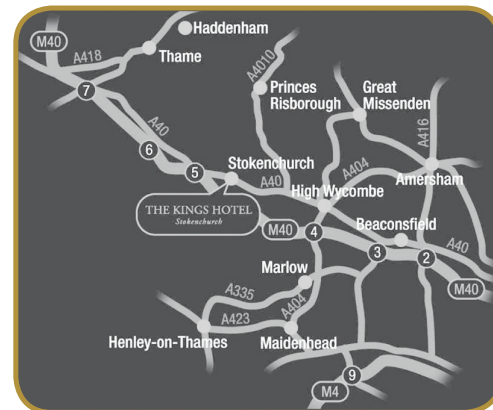 Haddenham
M40
A418
Thame
A4010
7
Princes
Risborough
Great
Missenden
A416
A40
6
5
Stokenchurch
A40
A404
Amersham
High Wycombe
THE KINGS HOTEL
Stokenchurch
M40
4
Beaconsfield
A40
3
2
Marlow
M40
A335
A404
A423
Henley-on-Thames
Maidenhead
9
M4